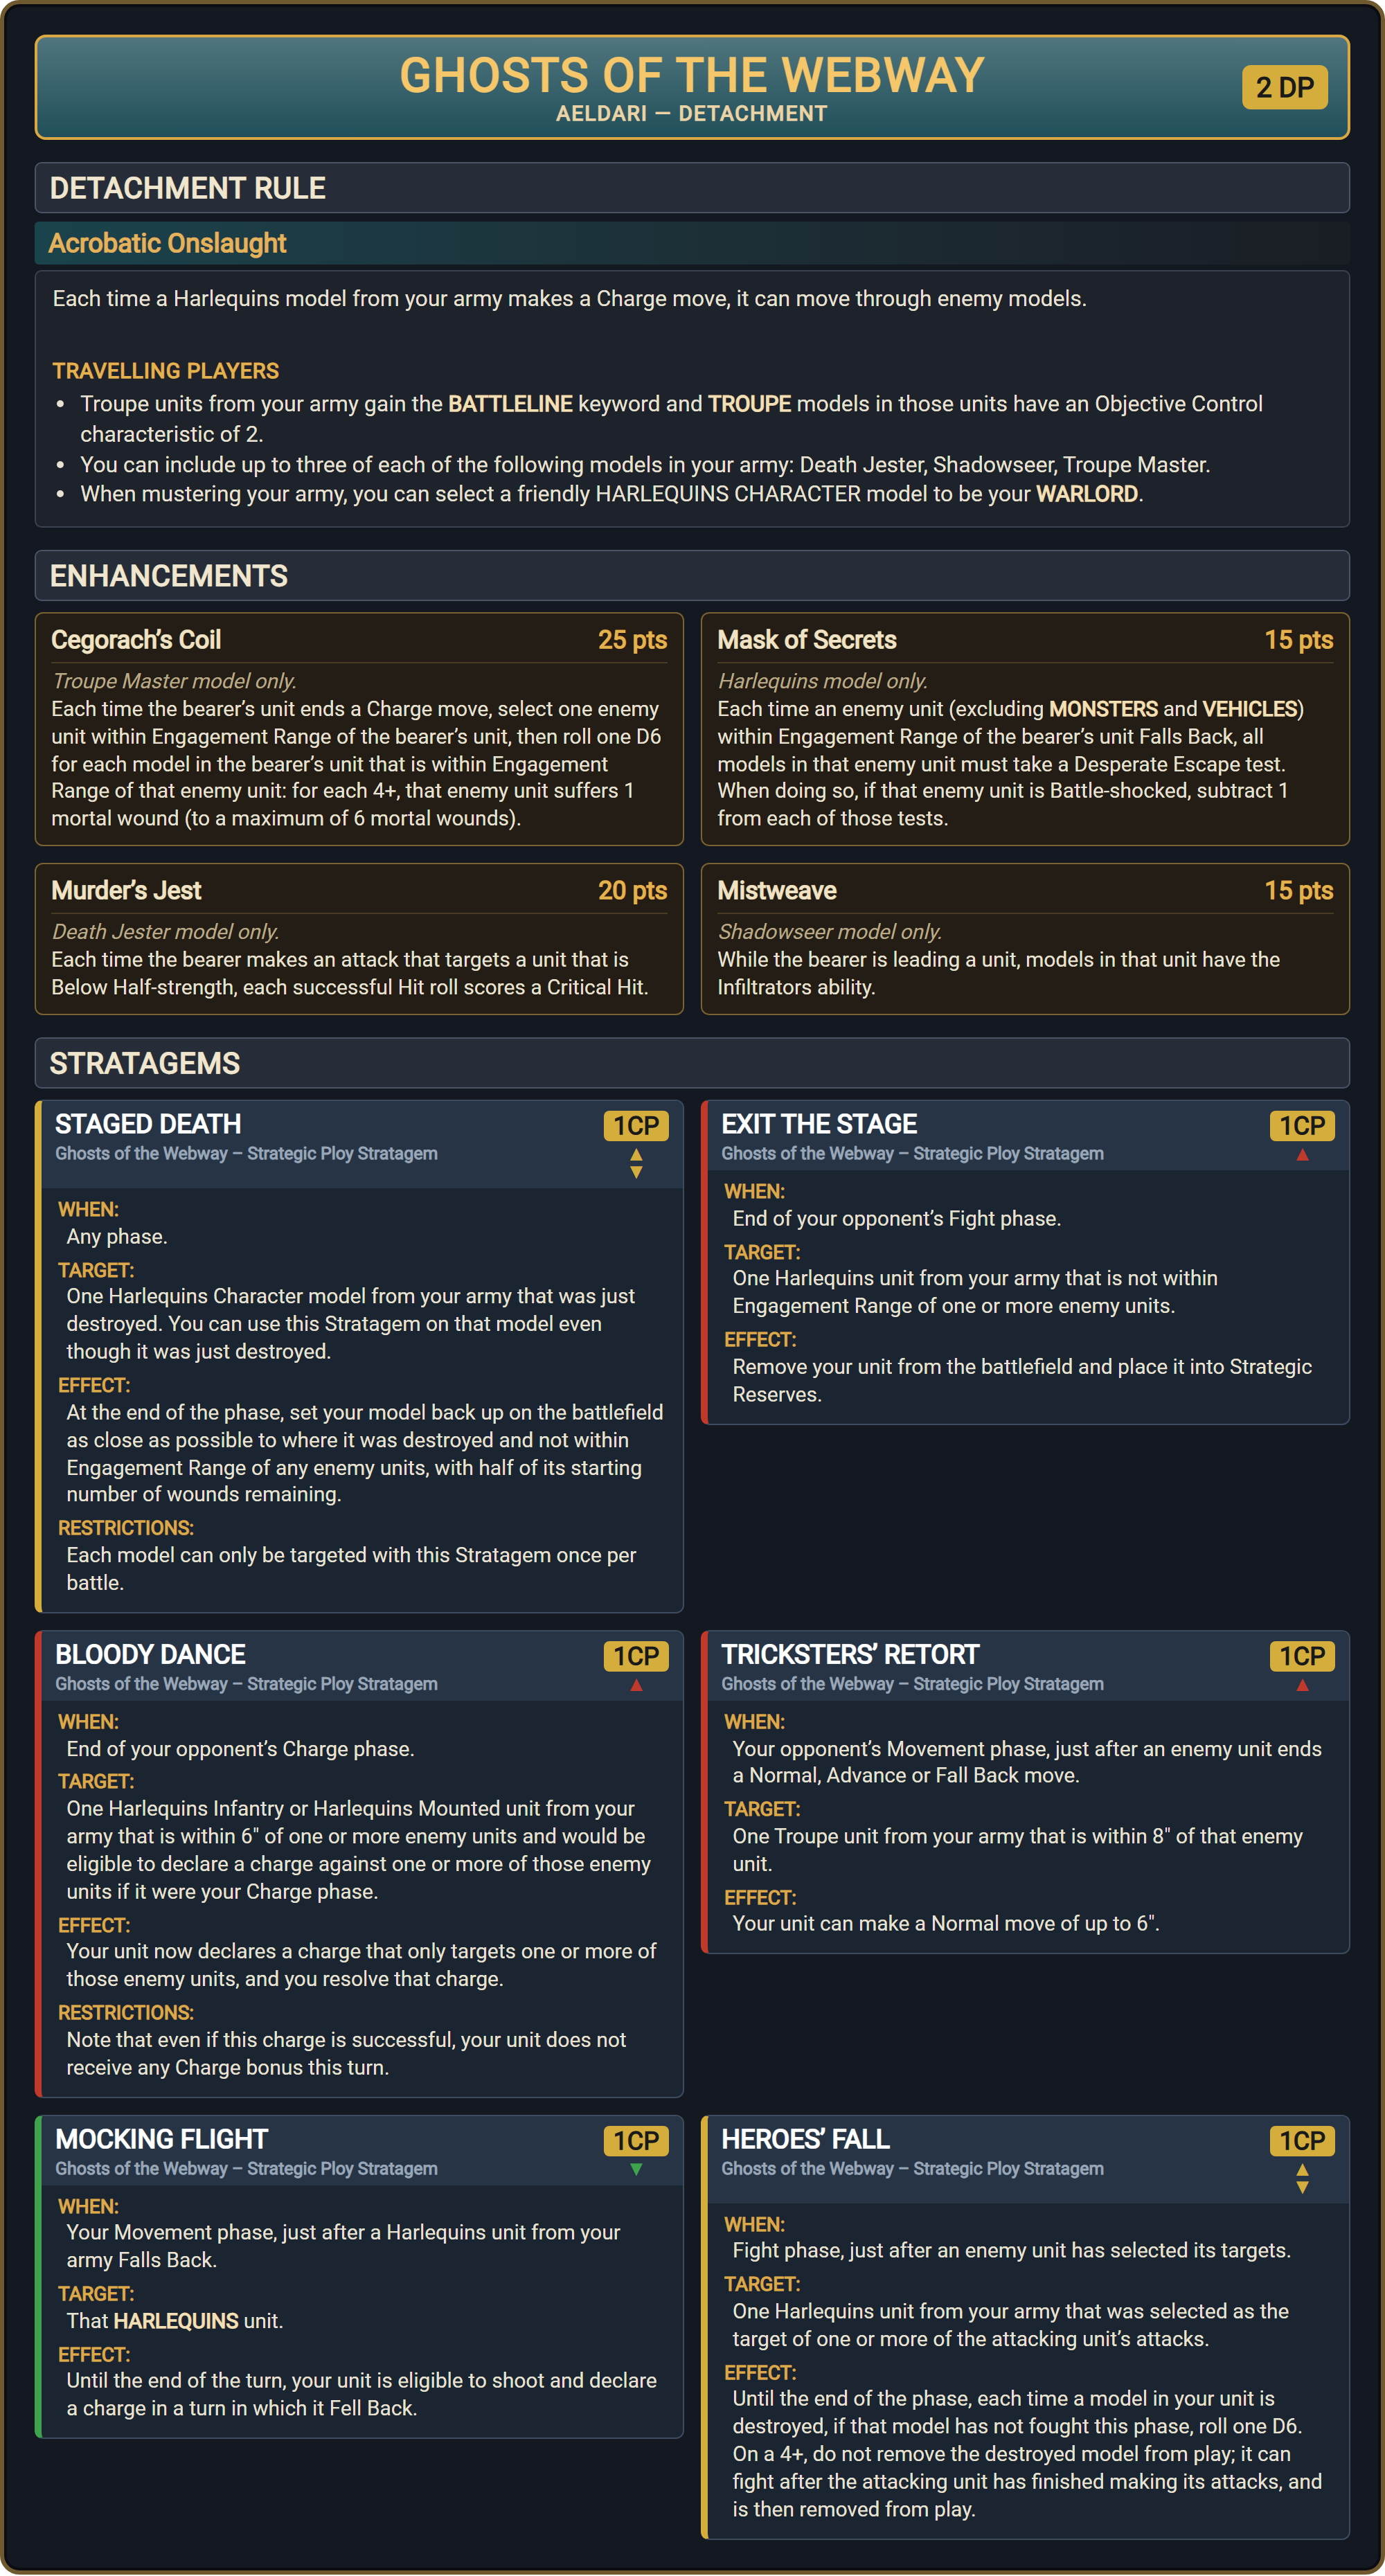 GHOSTS OF THE WEBWAY
AELDARI — DETACHMENT
2 DP
DETACHMENT RULE
Acrobatic Onslaught
Each time a Harlequins model from your army makes a Charge move, it can move through enemy models.
TRAVELLING PLAYERS
• Troupe units from your army gain the BATTLELINE keyword and TROUPE models in those units have an Objective Control
characteristic of 2.
• You can include up to three of each of the following models in your army: Death Jester, Shadowseer, Troupe Master.
• When mustering your army, you can select a friendly HARLEQUINS CHARACTER model to be your WARLORD.
ENHANCEMENTS
Cegorach’s Coil 25 pts
Troupe Master model only.
Each time the bearer’s unit ends a Charge move, select one enemy
unit within Engagement Range of the bearer’s unit, then roll one D6
for each model in the bearer’s unit that is within Engagement
Range of that enemy unit: for each 4+, that enemy unit suffers 1
mortal wound (to a maximum of 6 mortal wounds).
Mask of Secrets 15 pts
Harlequins model only.
Each time an enemy unit (excluding MONSTERS and VEHICLES)
within Engagement Range of the bearer’s unit Falls Back, all
models in that enemy unit must take a Desperate Escape test.
When doing so, if that enemy unit is Battle-shocked, subtract 1
from each of those tests.
Murder’s Jest 20 pts
Death Jester model only.
Each time the bearer makes an attack that targets a unit that is
Below Half-strength, each successful Hit roll scores a Critical Hit.
Mistweave 15 pts
Shadowseer model only.
While the bearer is leading a unit, models in that unit have the
Infiltrators ability.
STRATAGEMS
STAGED DEATH 1CP
Ghosts of the Webway – Strategic Ploy Stratagem
▲
▼
WHEN:
Any phase.
TARGET:
One Harlequins Character model from your army that was just
destroyed. You can use this Stratagem on that model even
though it was just destroyed.
EFFECT:
At the end of the phase, set your model back up on the battlefield
as close as possible to where it was destroyed and not within
Engagement Range of any enemy units, with half of its starting
number of wounds remaining.
RESTRICTIONS:
Each model can only be targeted with this Stratagem once per
battle.
EXIT THE STAGE 1CP
Ghosts of the Webway – Strategic Ploy Stratagem ▲
WHEN:
End of your opponent’s Fight phase.
TARGET:
One Harlequins unit from your army that is not within
Engagement Range of one or more enemy units.
EFFECT:
Remove your unit from the battlefield and place it into Strategic
Reserves.
BLOODY DANCE 1CP
Ghosts of the Webway – Strategic Ploy Stratagem ▲
WHEN:
End of your opponent’s Charge phase.
TARGET:
One Harlequins Infantry or Harlequins Mounted unit from your
army that is within 6" of one or more enemy units and would be
eligible to declare a charge against one or more of those enemy
units if it were your Charge phase.
EFFECT:
Your unit now declares a charge that only targets one or more of
those enemy units, and you resolve that charge.
RESTRICTIONS:
Note that even if this charge is successful, your unit does not
receive any Charge bonus this turn.
TRICKSTERS’ RETORT 1CP
Ghosts of the Webway – Strategic Ploy Stratagem ▲
WHEN:
Your opponent’s Movement phase, just after an enemy unit ends
a Normal, Advance or Fall Back move.
TARGET:
One Troupe unit from your army that is within 8" of that enemy
unit.
EFFECT:
Your unit can make a Normal move of up to 6".
MOCKING FLIGHT 1CP
Ghosts of the Webway – Strategic Ploy Stratagem ▼
WHEN:
Your Movement phase, just after a Harlequins unit from your
army Falls Back.
TARGET:
That HARLEQUINS unit.
EFFECT:
Until the end of the turn, your unit is eligible to shoot and declare
a charge in a turn in which it Fell Back.
HEROES’ FALL 1CP
Ghosts of the Webway – Strategic Ploy Stratagem
▲
▼
WHEN:
Fight phase, just after an enemy unit has selected its targets.
TARGET:
One Harlequins unit from your army that was selected as the
target of one or more of the attacking unit’s attacks.
EFFECT:
Until the end of the phase, each time a model in your unit is
destroyed, if that model has not fought this phase, roll one D6.
On a 4+, do not remove the destroyed model from play; it can
fight after the attacking unit has finished making its attacks, and
is then removed from play.